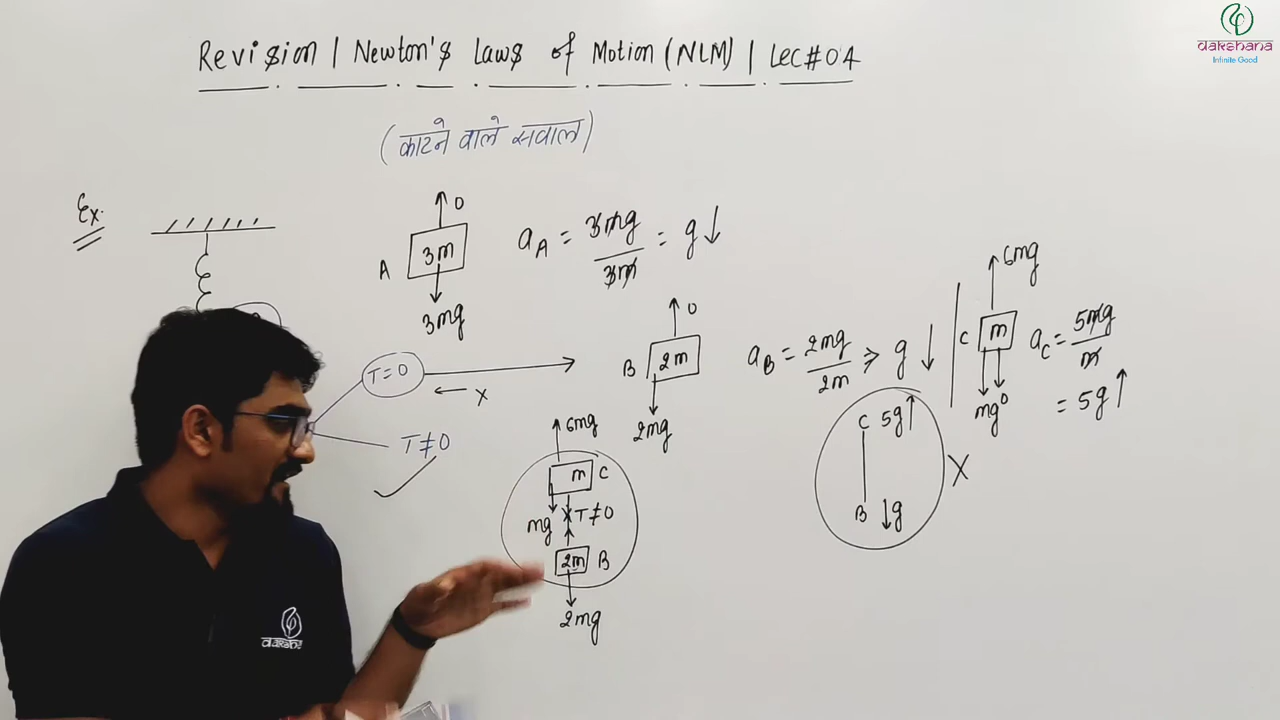 dakshana
Infinite Good
Revision | Newton's Laws of Motion (NLM) | Lec#04
(काटने वाले सवाल)
Ex.
0
A 3m
3mg
aA = 3mg/3m = g↓
0
B 2m
2mg
aB = 2mg/2m ⇒ g↓
6mg
C m
mg 0
aC = 5mg/m
= 5g↑
T=0
← X
T≠0
6mg
m C
mg T≠0
2m B
2mg
C 5g↑
B ↓g
X
dakshana